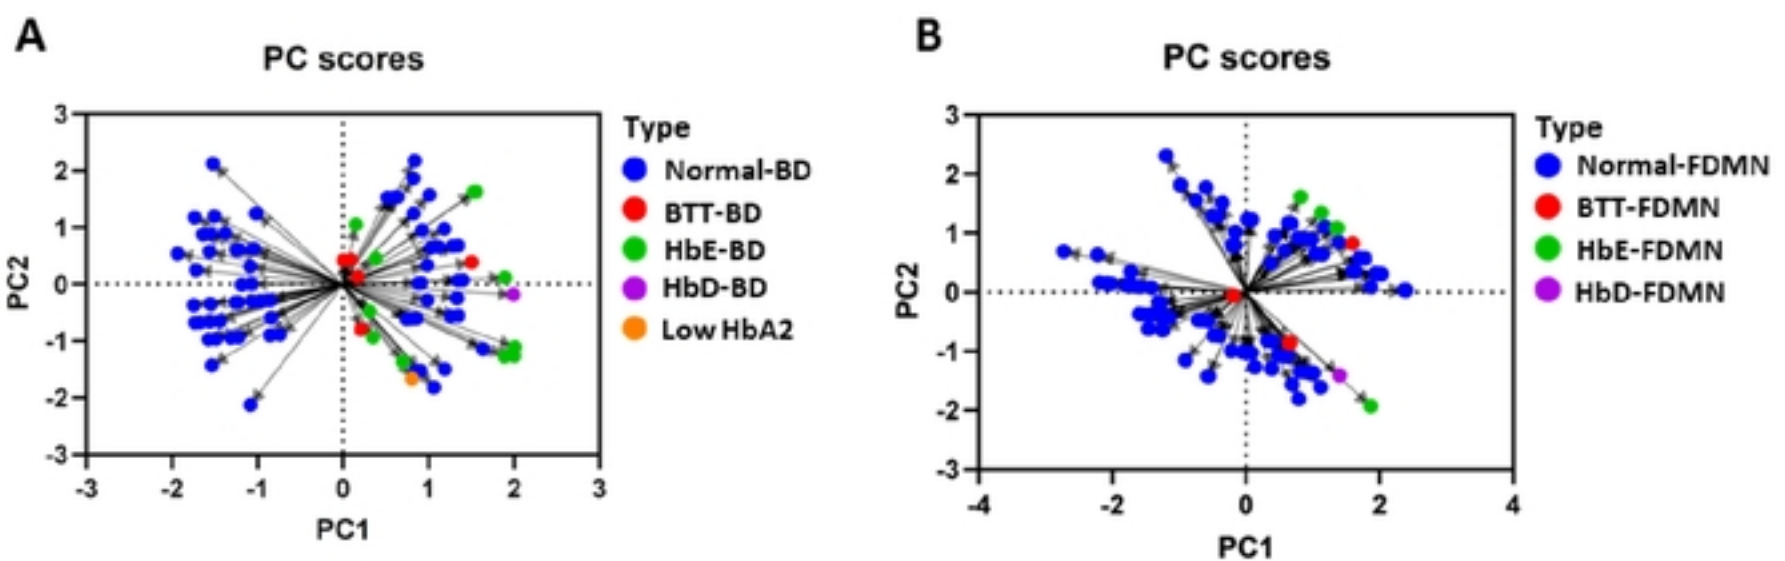 A
PC scores
PC2
3
2
1
0
-1
-2
-3
-3
-2
-1
0
1
2
3
PC1
Type
Normal-BD
BTT-BD
HbE-BD
HbD-BD
Low HbA2
B
PC scores
PC2
3
2
1
0
-1
-2
-3
-4
-2
0
2
4
PC1
Type
Normal-FDMN
BTT-FDMN
HbE-FDMN
HbD-FDMN